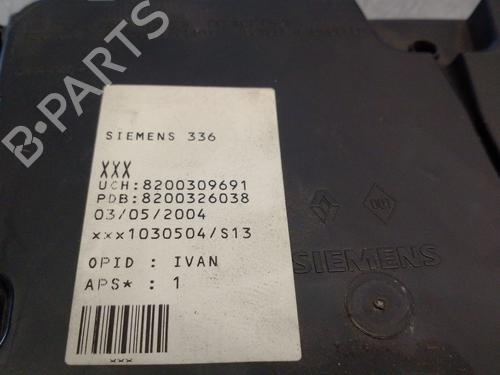 B-PARTS
SIEMENS 336
XXX
UCH:8200309691
PDB:8200326038
03/05/2004
xxx1030504/S13
OPID : IVAN
APS* : 1
SIEMENS